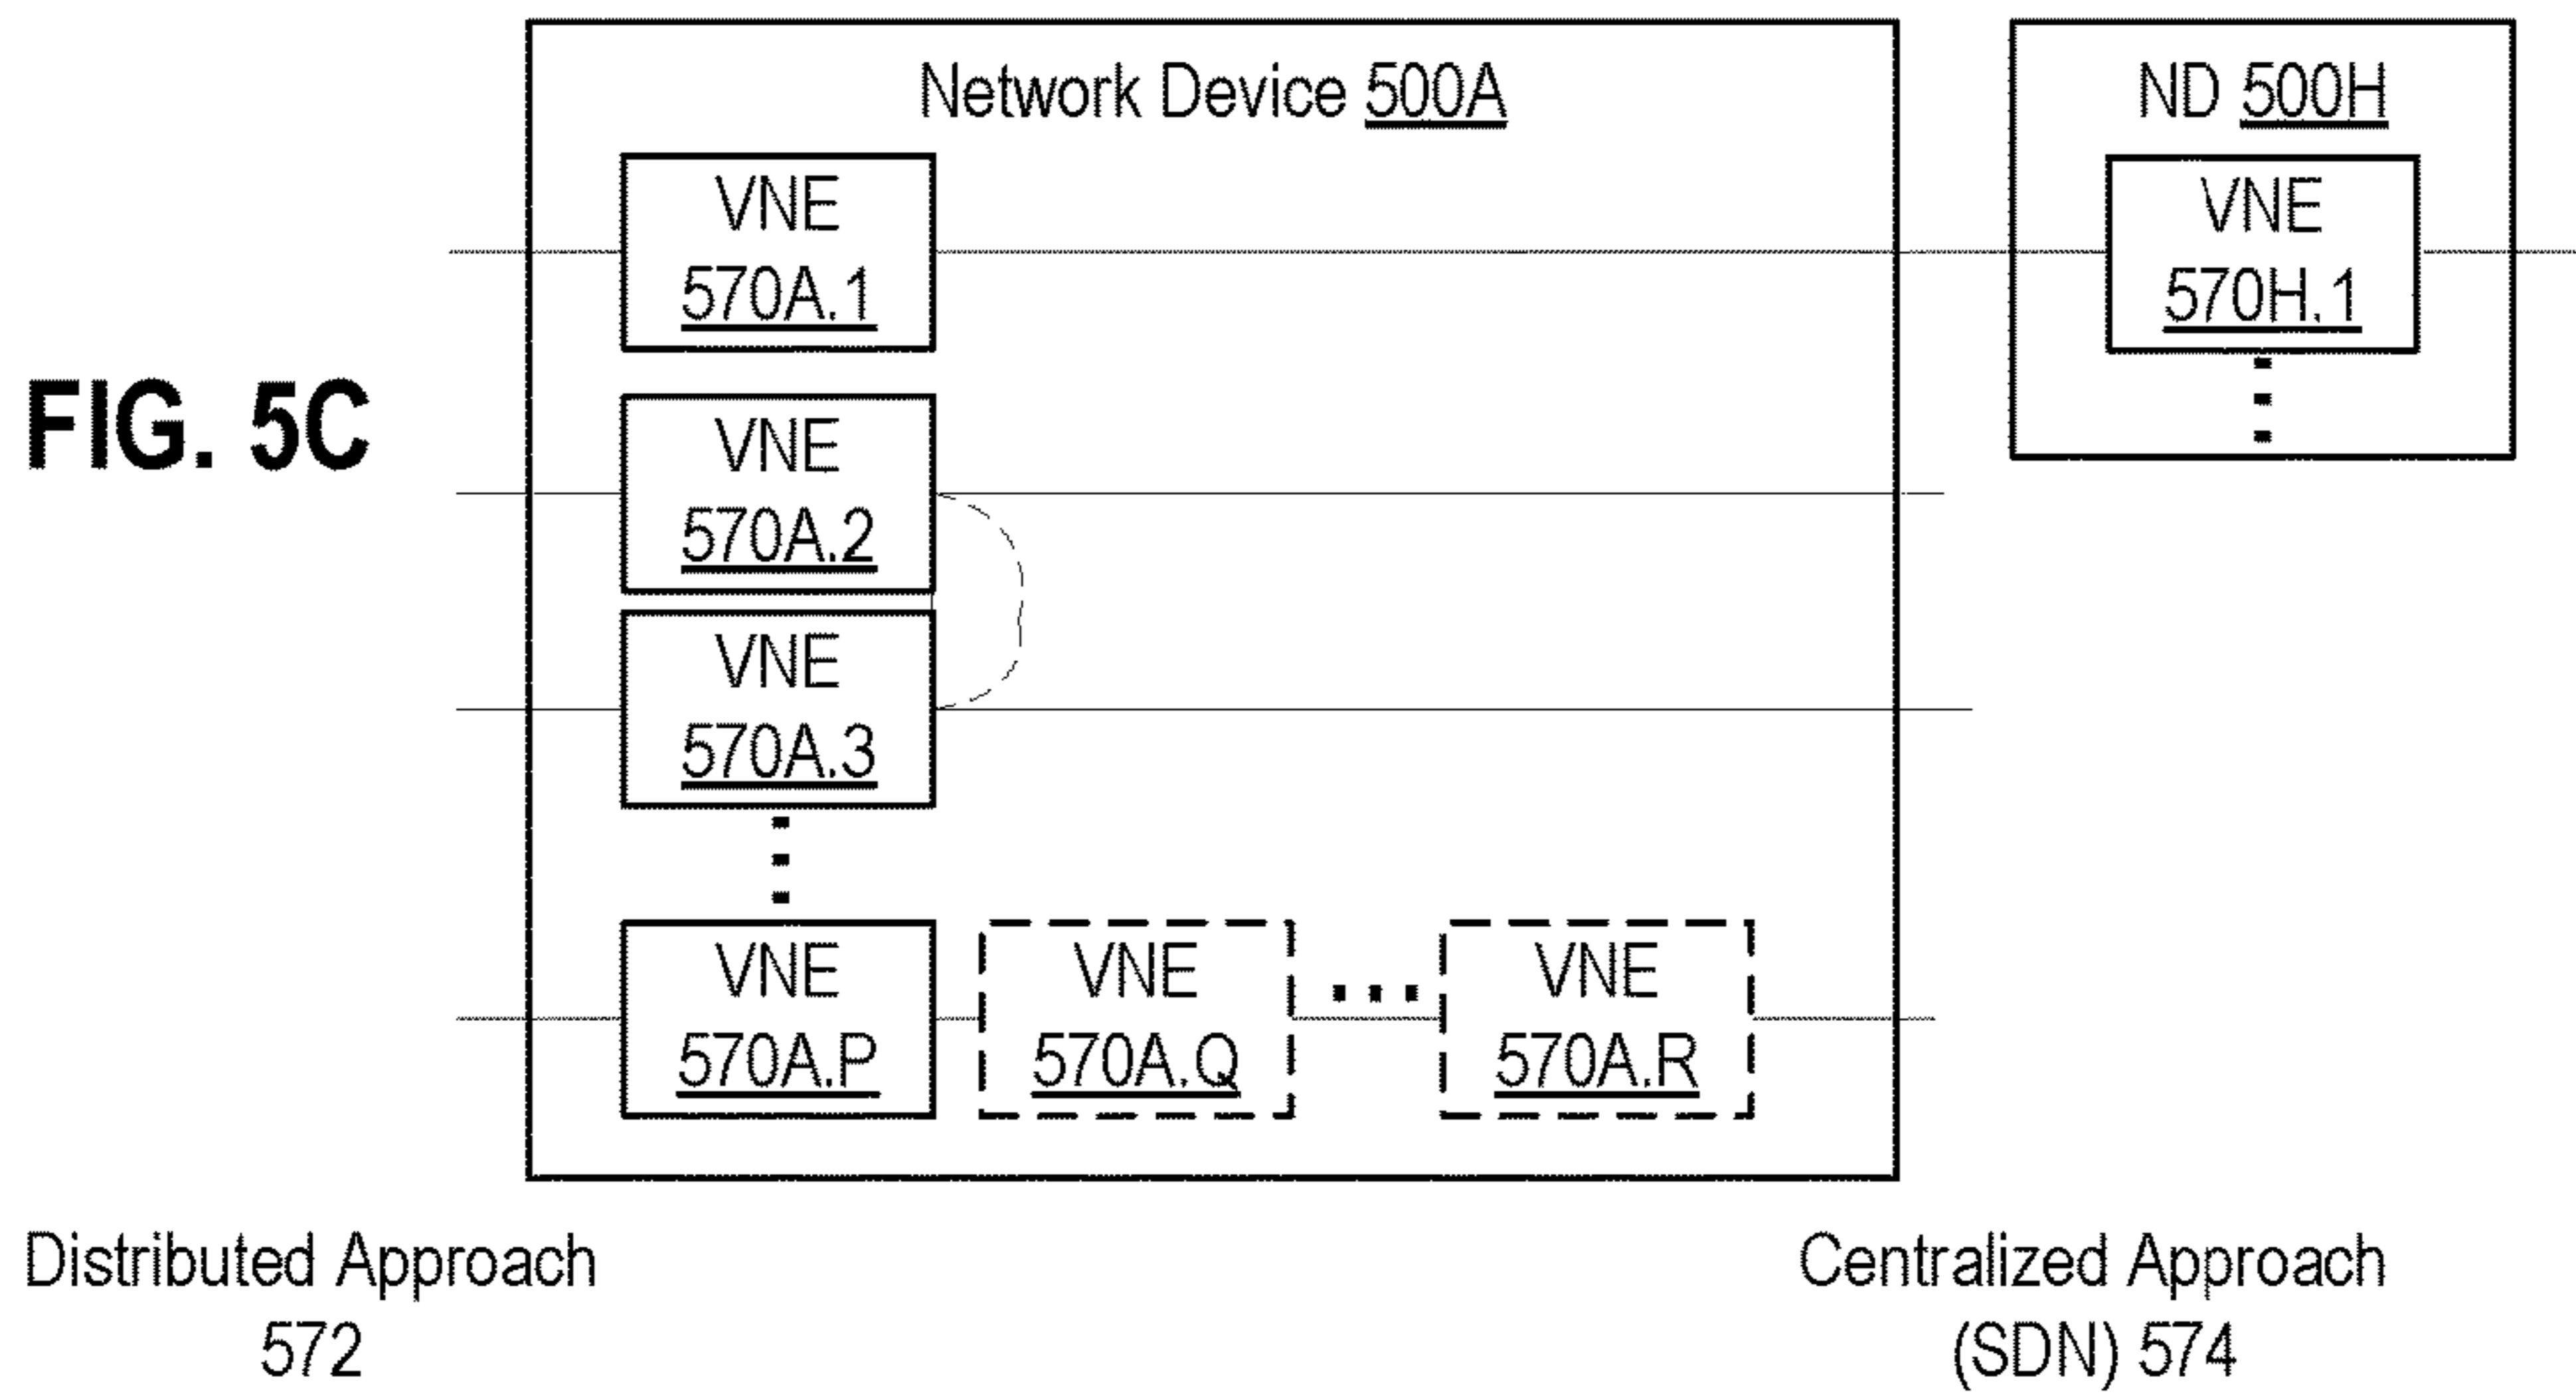 Network Device 500A
ND 500H
VNE
570A.1
VNE
570H.1
FIG. 5C
VNE
570A.2
VNE
570A.3
VNE
570A.P
VNE
570A.Q
VNE
570A.R
Distributed Approach
572
Centralized Approach
(SDN) 574